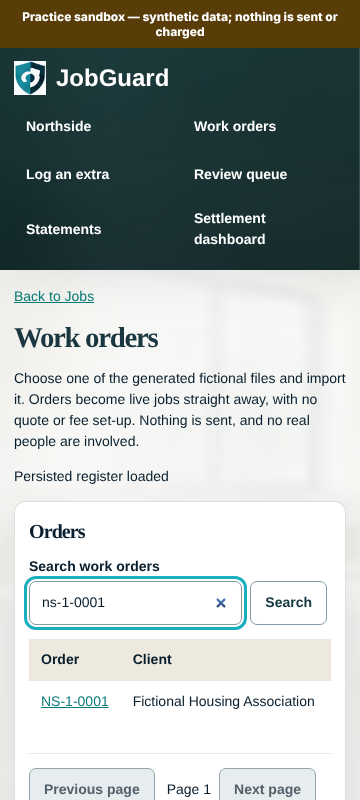 Practice sandbox — synthetic data; nothing is sent or
charged
JobGuard
Northside
Work orders
Log an extra
Review queue
Statements
Settlement
dashboard
Back to Jobs
Work orders
Choose one of the generated fictional files and import
it. Orders become live jobs straight away, with no
quote or fee set-up. Nothing is sent, and no real
people are involved.
Persisted register loaded
Orders
Search work orders
ns-1-0001
Search
Order Client
NS-1-0001 Fictional Housing Association
Previous page Page 1 Next page